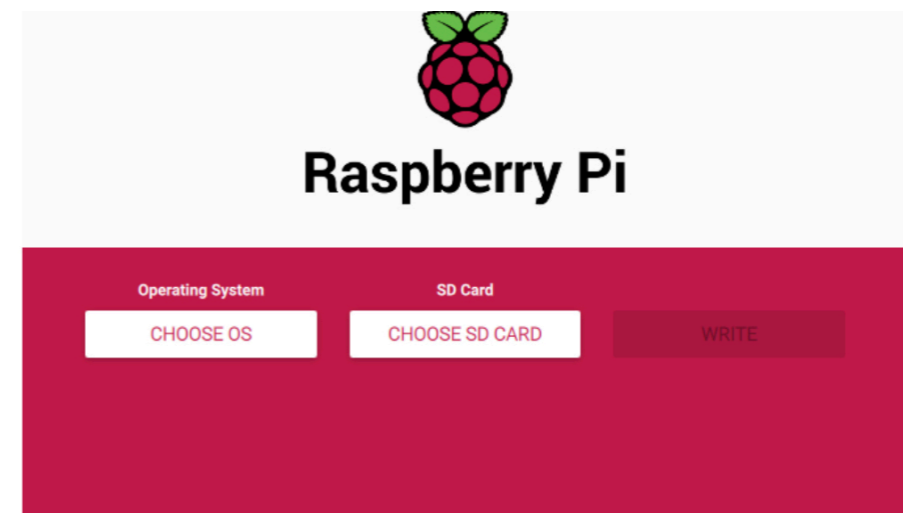 Raspberry Pi
Operating System
SD Card
CHOOSE OS
CHOOSE SD CARD
WRITE